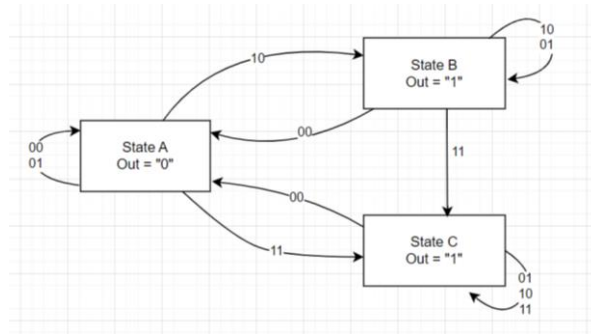 10
10
01
State B
Out = "1"
00
State A
Out = "0"
00
01
11
00
11
State C
Out = "1"
01
10
11